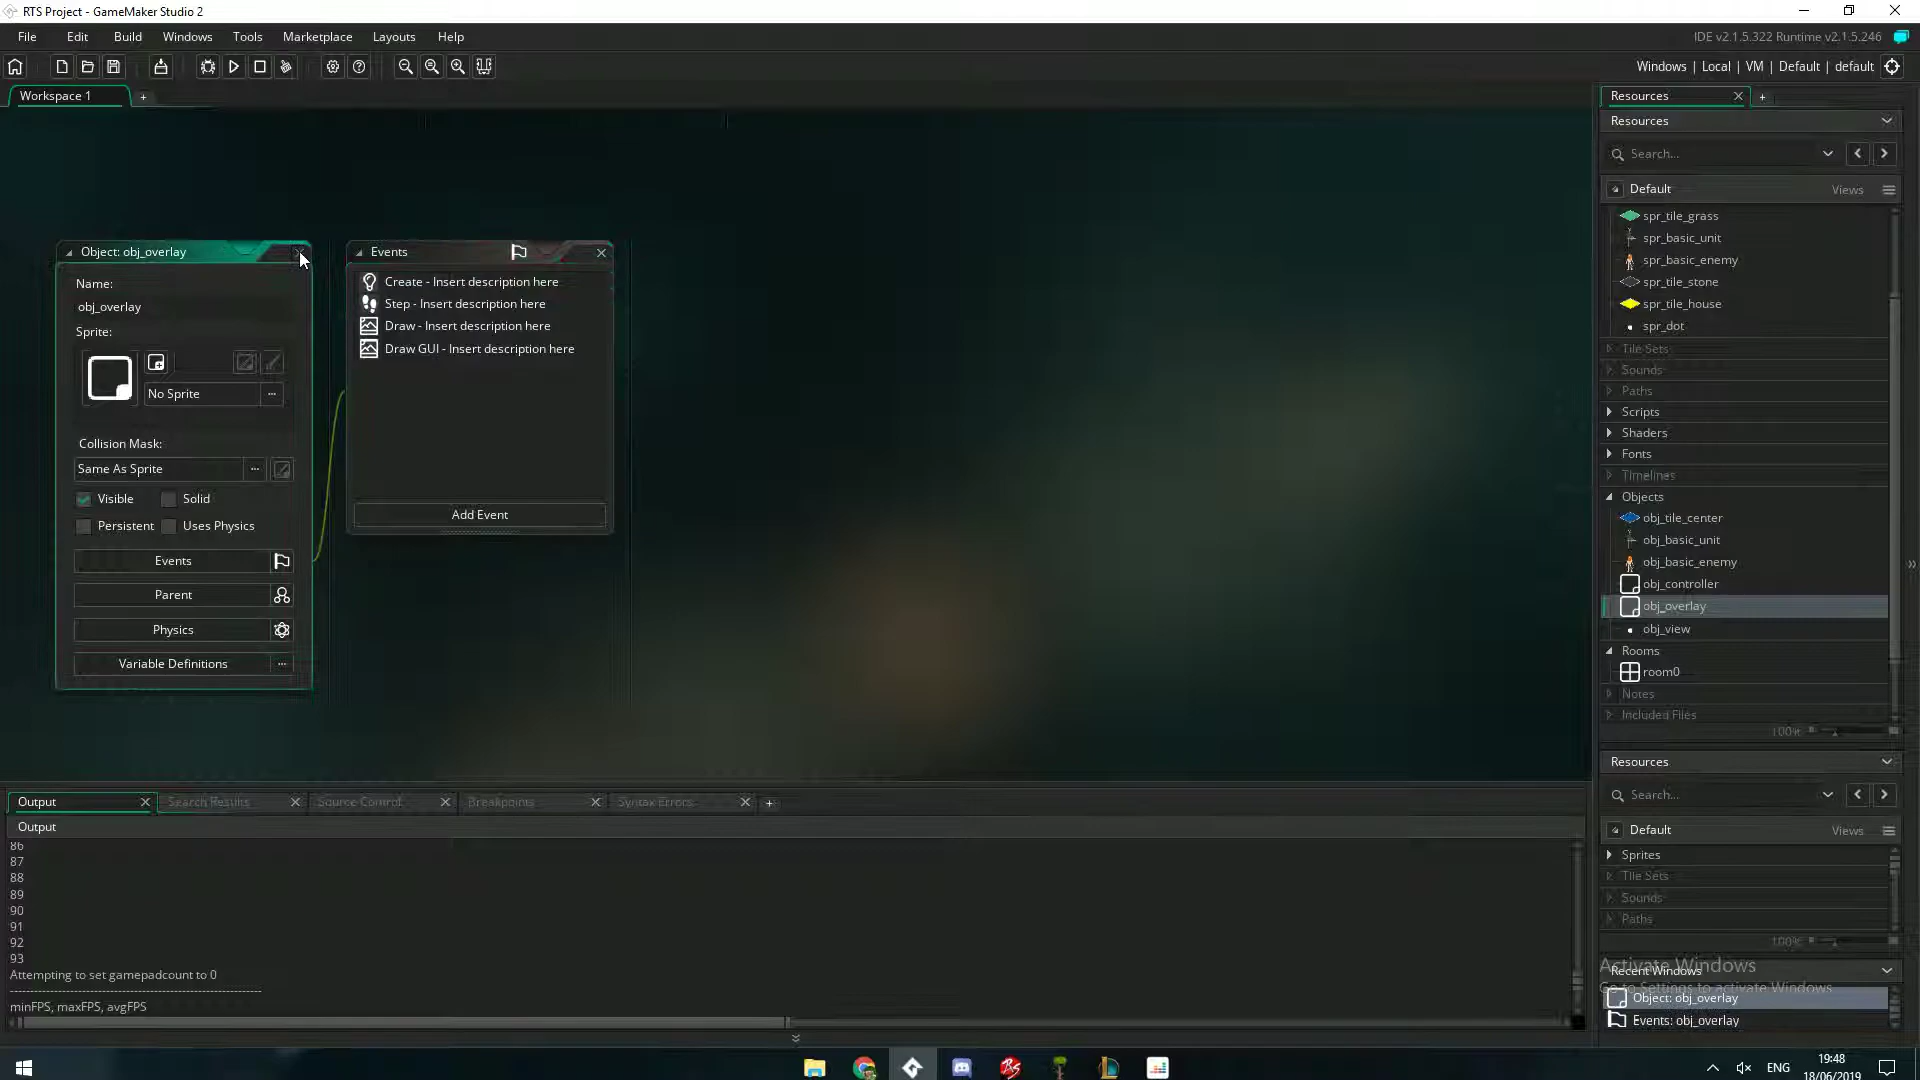 RTS Project - GameMaker Studio 2
File Edit Build Windows Tools Marketplace Layouts Help
IDE v2.1.5.322 Runtime v2.1.5.246
Windows | Local | VM | Default | default
Workspace 1
Object: obj_overlay
Name:
obj_overlay
Sprite:
No Sprite
Collision Mask:
Same As Sprite
Visible Solid
Persistent Uses Physics
Events
Parent
Physics
Variable Definitions
Events
Create - Insert description here
Step - Insert description here
Draw - Insert description here
Draw GUI - Insert description here
Add Event
Resources
Resources
Search...
Default Views
spr_tile_grass
spr_basic_unit
spr_basic_enemy
spr_tile_stone
spr_tile_house
spr_dot
Tile Sets
Sounds
Paths
Scripts
Shaders
Fonts
Timelines
Objects
obj_tile_center
obj_basic_unit
obj_basic_enemy
obj_controller
obj_overlay
obj_view
Rooms
room0
Notes
Included Files
100%
Resources
Search...
Default Views
Sprites
Tile Sets
Sounds
Paths
100%
Activate Windows
Go to Settings to activate Windows.
Recent Windows
Object: obj_overlay
Events: obj_overlay
Output Search Results Source Control Breakpoints Syntax Errors
Output
86
87
88
89
90
91
92
93
Attempting to set gamepadcount to 0
minFPS, maxFPS, avgFPS
ENG
19:48
18/06/2019